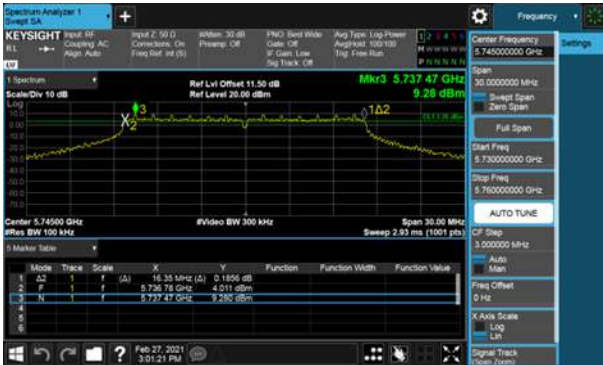 Spectrum Analyzer 1
Swept SA
+
Frequency
KEYSIGHT
Input: RF
Coupling: AC
Align: Auto
Input Z: 50 Ω
Corrections: On
Freq Ref: Int (S)
#Atten: 30 dB
Preamp: Off
PNO: Best Wide
Gate: Off
IF Gain: Low
Sig Track: Off
Avg Type: Log-Power
Avg|Hold: 100/100
Trig: Free Run
1 Spectrum
Scale/Div 10 dB
Ref Lvl Offset 11.50 dB
Ref Level 20.00 dBm
Mkr3 5.737 47 GHz
9.28 dBm
Log
3
2
1Δ2
Center 5.74500 GHz
#Res BW 100 kHz
#Video BW 300 kHz
Span 30.00 MHz
Sweep 2.93 ms (1001 pts)
5 Marker Table
Mode Trace Scale X Y Function Function Width Function Value
1 Δ2 1 f (Δ) 16.35 MHz (Δ) 0.1856 dB
2 F 1 f 5.736 78 GHz 4.011 dBm
3 N 1 f 5.737 47 GHz 9.280 dBm
4
5
6
Feb 27, 2021
3:01:21 PM
Center Frequency
5.745000000 GHz
Settings
Span
30.0000000 MHz
Swept Span
Zero Span
Full Span
Start Freq
5.730000000 GHz
Stop Freq
5.760000000 GHz
AUTO TUNE
CF Step
3.000000 MHz
Auto
Man
Freq Offset
0 Hz
X Axis Scale
Log
Lin
Signal Track
(Span Zoom)